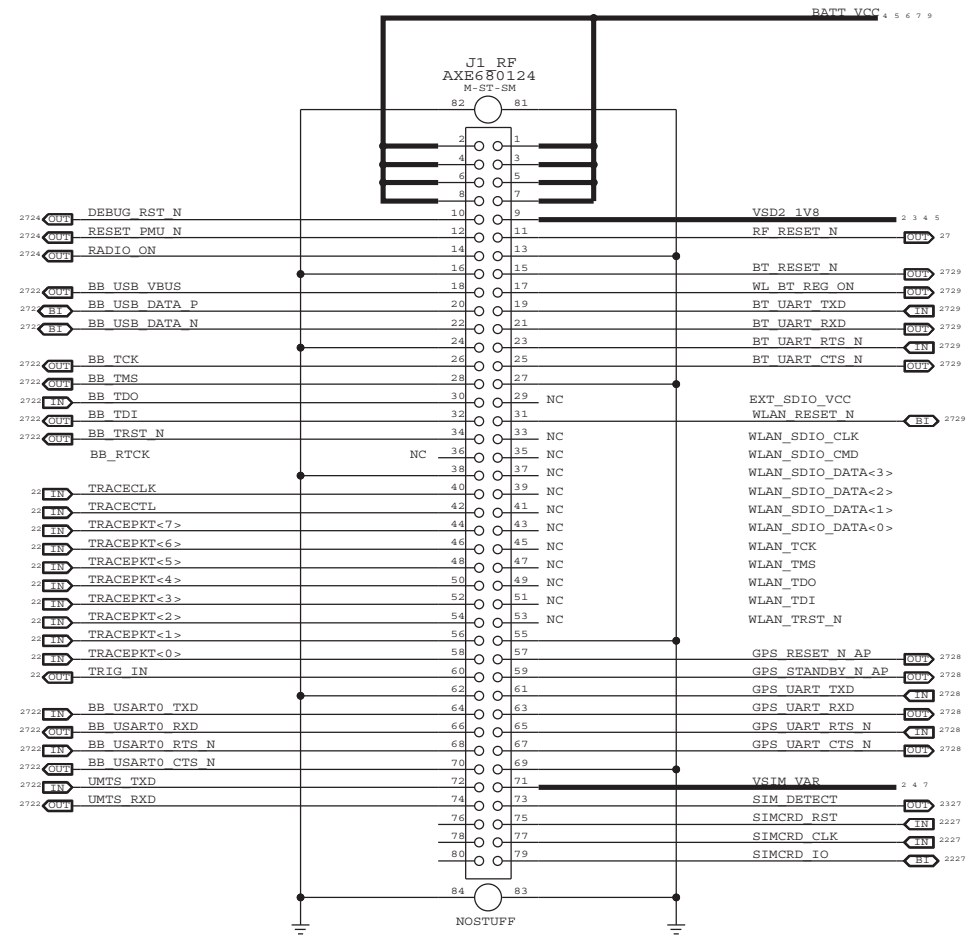 BATT_VCC 4 5 6 7 9
J1_RF
AXE680124
M-ST-SM
82 81
2 1
4 3
6 5
8 7
2724 OUT DEBUG_RST_N 10 9 VSD2_1V8 2 3 4 5
2724 OUT RESET_PMU_N 12 11 RF_RESET_N OUT 27
2724 OUT RADIO_ON 14 13
16 15 BT_RESET_N OUT 2729
2722 OUT BB_USB_VBUS 18 17 WL_BT_REG_ON OUT 2729
2722 BI BB_USB_DATA_P 20 19 BT_UART_TXD IN 2729
2722 BI BB_USB_DATA_N 22 21 BT_UART_RXD OUT 2729
24 23 BT_UART_RTS_N IN 2729
2722 OUT BB_TCK 26 25 BT_UART_CTS_N OUT 2729
2722 OUT BB_TMS 28 27
2722 IN BB_TDO 30 29 NC EXT_SDIO_VCC
2722 OUT BB_TDI 32 31 WLAN_RESET_N BI 2729
2722 OUT BB_TRST_N 34 33 NC WLAN_SDIO_CLK
BB_RTCK NC 36 35 NC WLAN_SDIO_CMD
38 37 NC WLAN_SDIO_DATA<3>
22 IN TRACECLK 40 39 NC WLAN_SDIO_DATA<2>
22 IN TRACECTL 42 41 NC WLAN_SDIO_DATA<1>
22 IN TRACEPKT<7> 44 43 NC WLAN_SDIO_DATA<0>
22 IN TRACEPKT<6> 46 45 NC WLAN_TCK
22 IN TRACEPKT<5> 48 47 NC WLAN_TMS
22 IN TRACEPKT<4> 50 49 NC WLAN_TDO
22 IN TRACEPKT<3> 52 51 NC WLAN_TDI
22 IN TRACEPKT<2> 54 53 NC WLAN_TRST_N
22 IN TRACEPKT<1> 56 55
22 IN TRACEPKT<0> 58 57 GPS_RESET_N_AP OUT 2728
22 OUT TRIG_IN 60 59 GPS_STANDBY_N_AP OUT 2728
62 61 GPS_UART_TXD IN 2728
2722 IN BB_USART0_TXD 64 63 GPS_UART_RXD OUT 2728
2722 OUT BB_USART0_RXD 66 65 GPS_UART_RTS_N IN 2728
2722 IN BB_USART0_RTS_N 68 67 GPS_UART_CTS_N OUT 2728
2722 OUT BB_USART0_CTS_N 70 69
2722 IN UMTS_TXD 72 71 VSIM_VAR 2 4 7
2722 OUT UMTS_RXD 74 73 SIM_DETECT OUT 2327
76 75 SIMCRD_RST IN 2227
78 77 SIMCRD_CLK IN 2227
80 79 SIMCRD_IO BI 2227
84 83
NOSTUFF